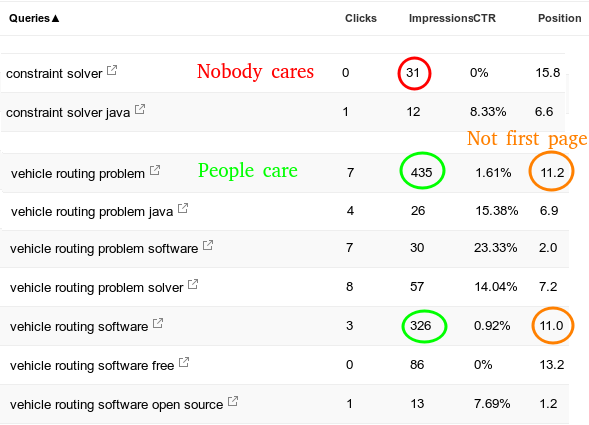 Queries▲ Clicks Impressions CTR Position
constraint solver Nobody cares 0 31 0% 15.8
constraint solver java 1 12 8.33% 6.6
Not first page
vehicle routing problem People care 7 435 1.61% 11.2
vehicle routing problem java 4 26 15.38% 6.9
vehicle routing problem software 7 30 23.33% 2.0
vehicle routing problem solver 8 57 14.04% 7.2
vehicle routing software 3 326 0.92% 11.0
vehicle routing software free 0 86 0% 13.2
vehicle routing software open source 1 13 7.69% 1.2